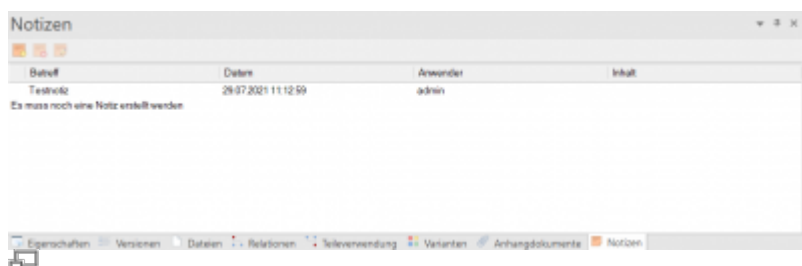 Notizen
Betreff Datum Anwender Inhalt
Testnotiz 29.07.2021 11:12:59 admin
Es muss noch eine Notiz erstellt werden
Eigenschaften Versionen Dateien Relationen Teileverwendung Varianten Anhangdokumente Notizen